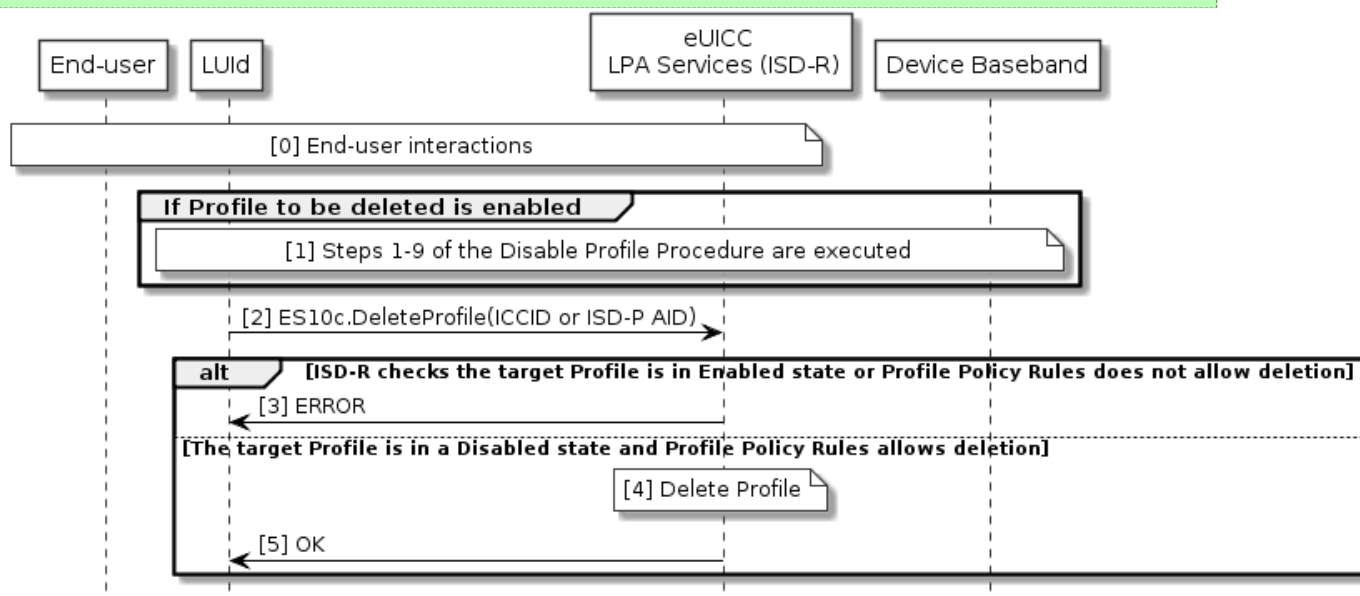 End-user
LUId
eUICC
LPA Services (ISD-R)
Device Baseband
[0] End-user interactions
If Profile to be deleted is enabled
[1] Steps 1-9 of the Disable Profile Procedure are executed
[2] ES10c.DeleteProfile(ICCID or ISD-P AID)
alt
[ISD-R checks the target Profile is in Enabled state or Profile Policy Rules does not allow deletion]
[3] ERROR
[The target Profile is in a Disabled state and Profile Policy Rules allows deletion]
[4] Delete Profile
[5] OK